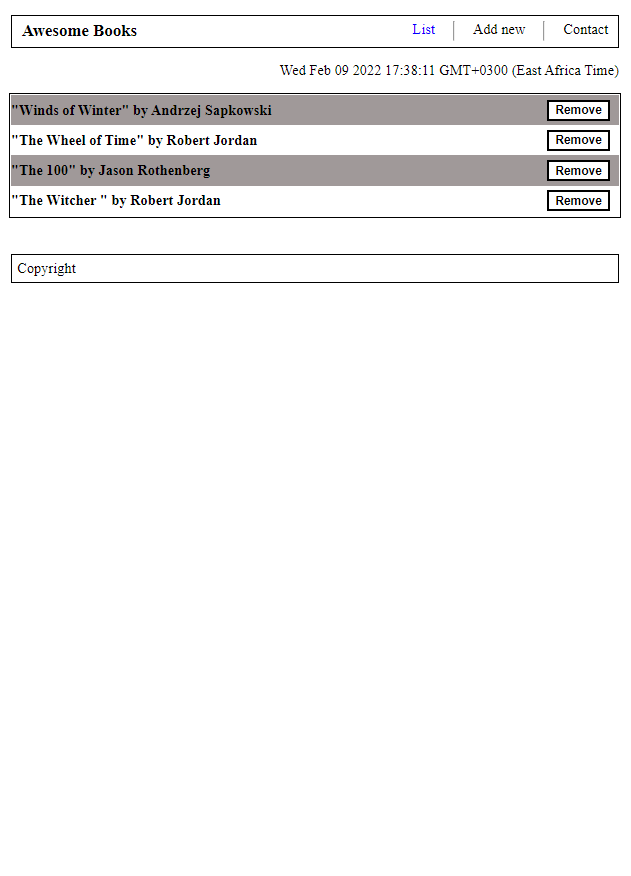 Awesome Books List Add new Contact
Wed Feb 09 2022 17:38:11 GMT+0300 (East Africa Time)
"Winds of Winter" by Andrzej Sapkowski Remove
"The Wheel of Time" by Robert Jordan Remove
"The 100" by Jason Rothenberg Remove
"The Witcher " by Robert Jordan Remove
Copyright